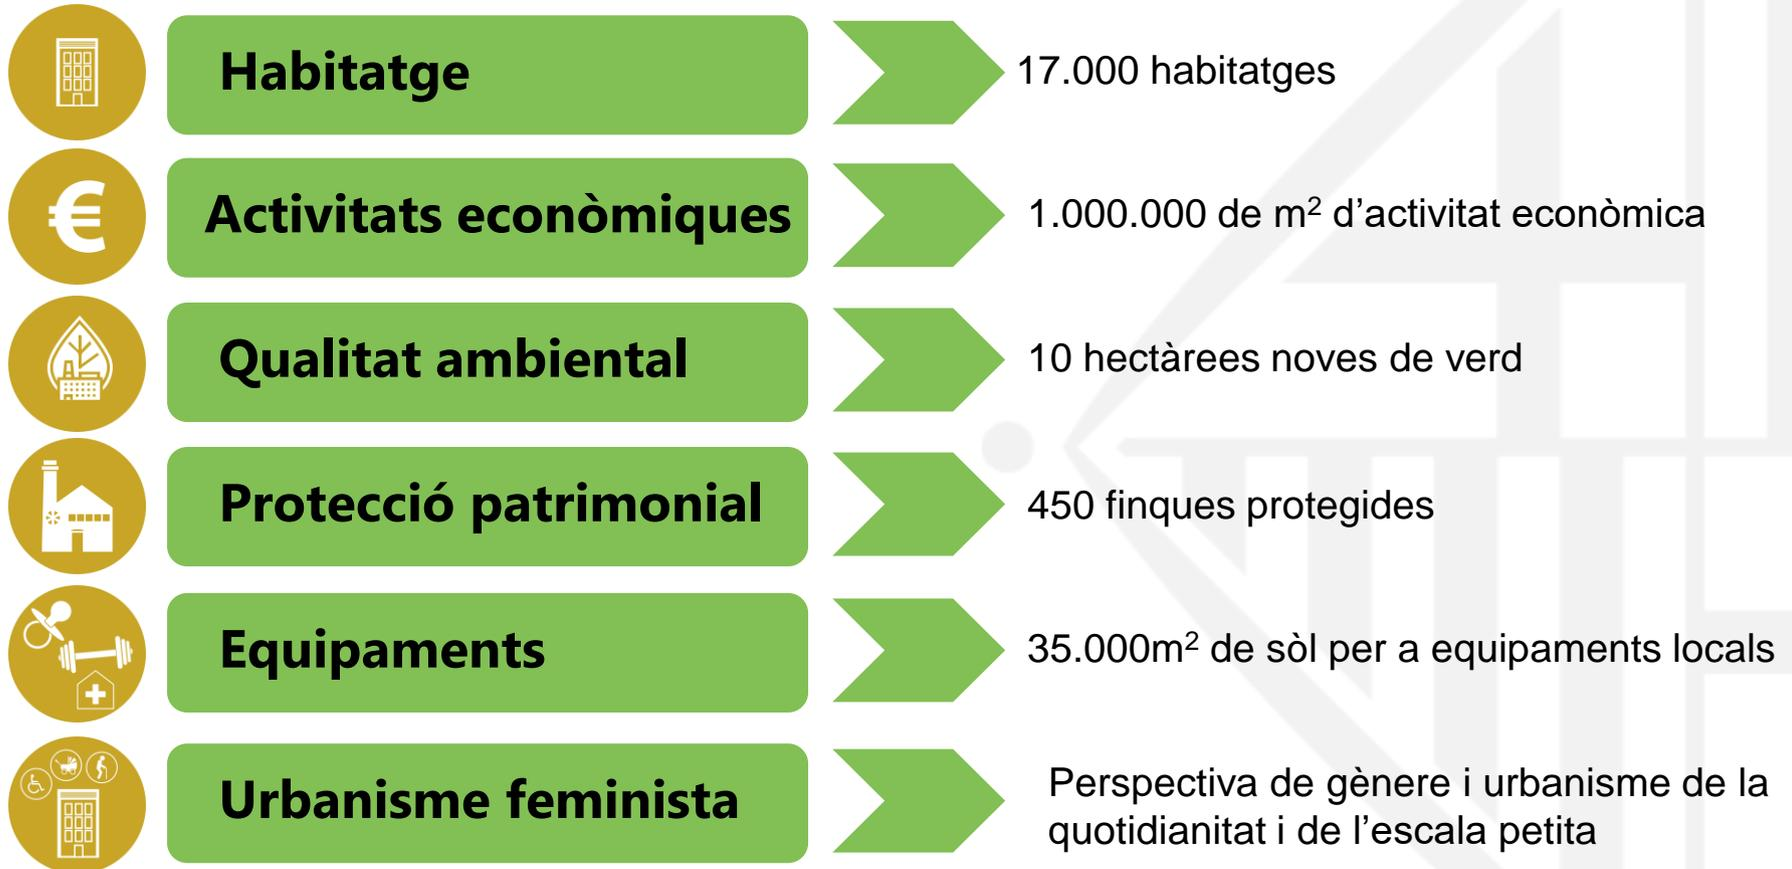 Habitatge
17.000 habitatges
€
Activitats econòmiques
1.000.000 de m² d’activitat econòmica
Qualitat ambiental
10 hectàrees noves de verd
Protecció patrimonial
450 finques protegides
Equipaments
35.000m² de sòl per a equipaments locals
Urbanisme feminista
Perspectiva de gènere i urbanisme de la
quotidianitat i de l’escala petita